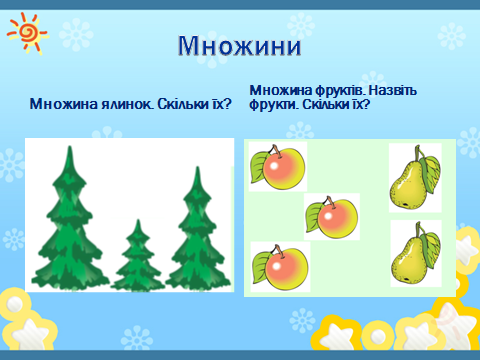 Множини
Множина ялинок. Скільки їх?
Множина фруктів. Назвіть
фрукти. Скільки їх?